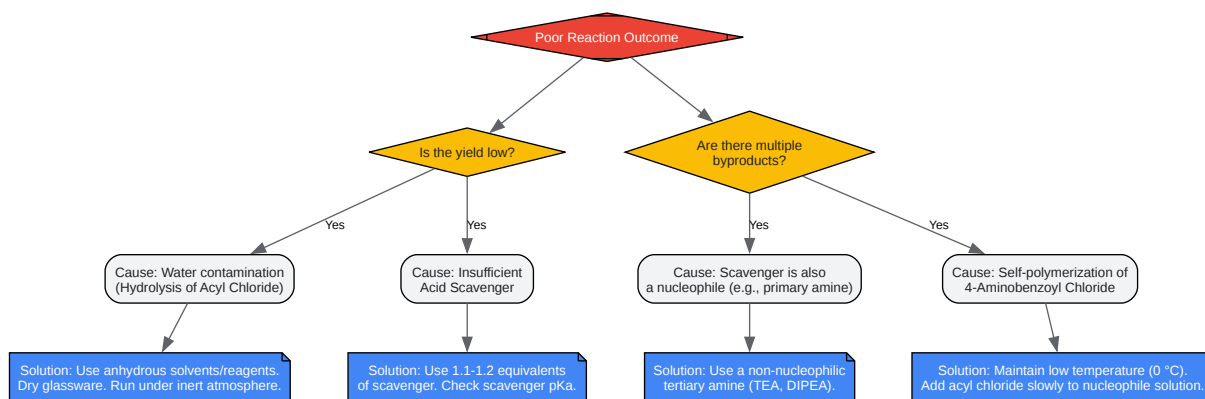 Poor Reaction Outcome
Is the yield low?
Are there multiple
byproducts?
Yes
Yes
Yes
Yes
Cause: Water contamination
(Hydrolysis of Acyl Chloride)
Cause: Insufficient
Acid Scavenger
Cause: Scavenger is also
a nucleophile (e.g., primary amine)
Cause: Self-polymerization of
4-Aminobenzoyl Chloride
Solution: Use anhydrous solvents/reagents.
Dry glassware. Run under inert atmosphere.
Solution: Use 1.1-1.2 equivalents
of scavenger. Check scavenger pKa.
Solution: Use a non-nucleophilic
tertiary amine (TEA, DIPEA).
Solution: Maintain low temperature (0 °C).
Add acyl chloride slowly to nucleophile solution.